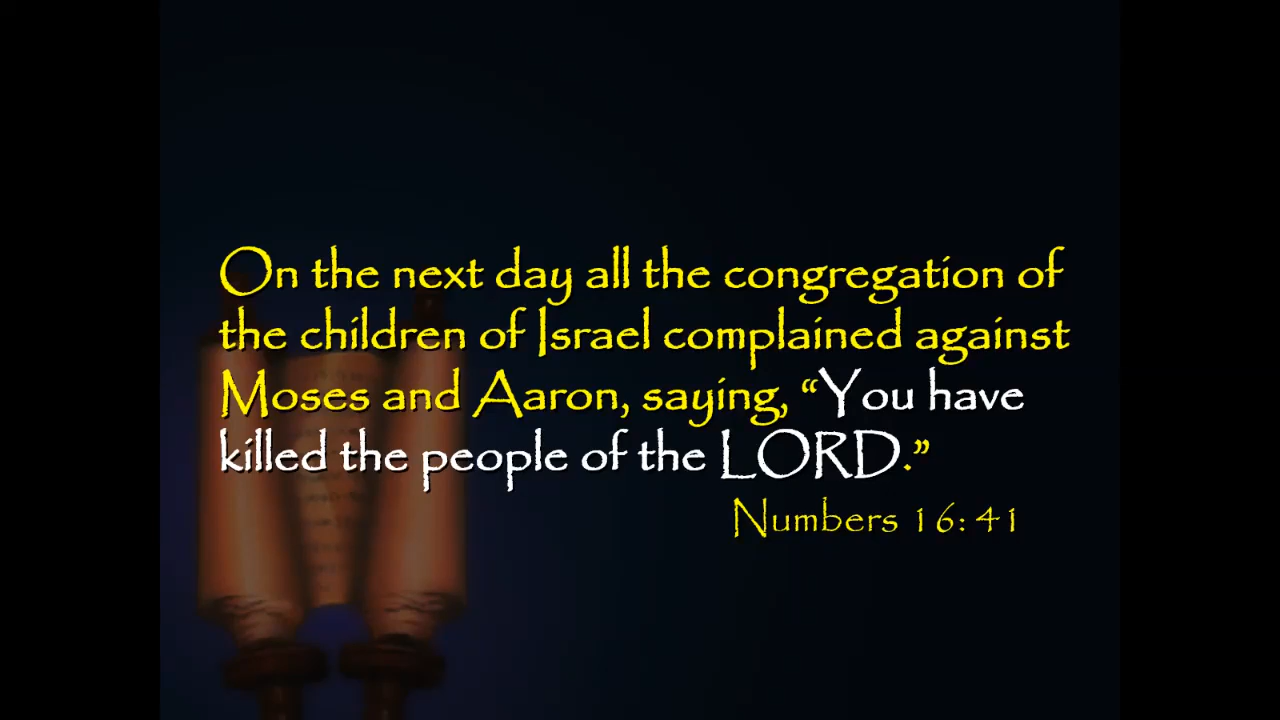 On the next day all the congregation of
the children of Israel complained against
Moses and Aaron, saying, “You have
killed the people of the LORD.”
Numbers 16:41